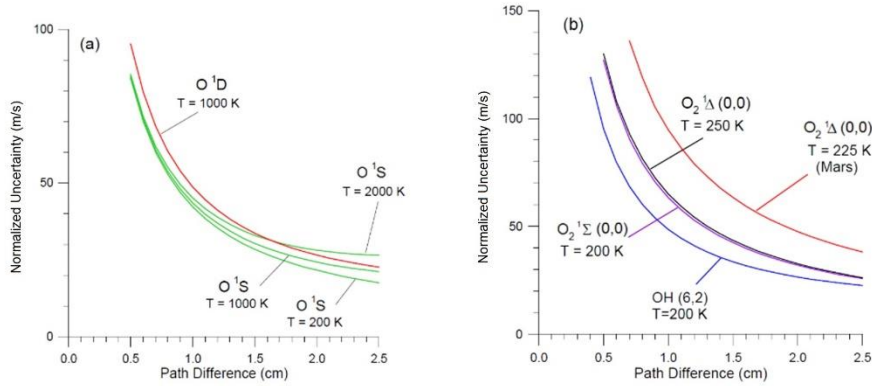 (a)
100
50
0
Normalized Uncertainty (m/s)
O ¹D
T = 1000 K
O ¹S
T = 2000 K
O ¹S
T = 1000 K
O ¹S
T = 200 K
0.0 0.5 1.0 1.5 2.0 2.5
Path Difference (cm)
(b)
150
100
50
0
Normalized Uncertainty (m/s)
O₂ ¹Δ (0,0)
T = 250 K
O₂ ¹Δ (0,0)
T = 225 K
(Mars)
O₂ ¹Σ (0,0)
T = 200 K
OH (6,2)
T=200 K
0.0 0.5 1.0 1.5 2.0 2.5
Path Difference (cm)